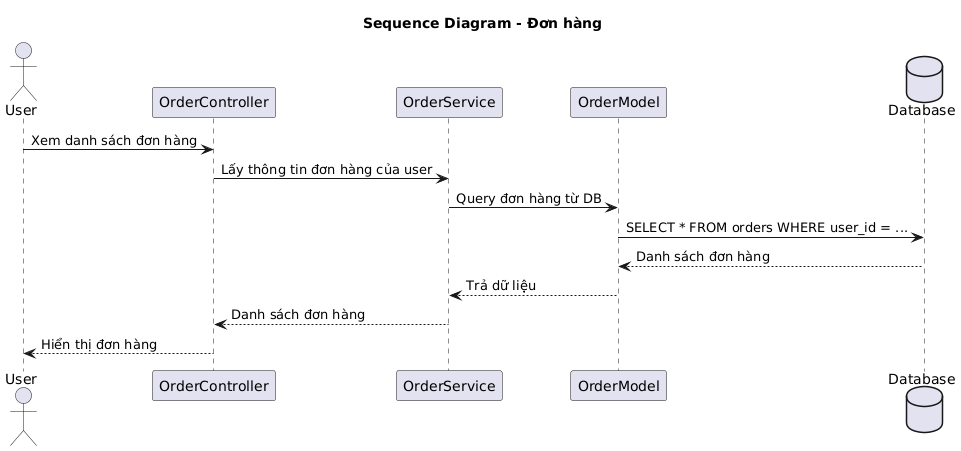 Sequence Diagram - Đơn hàng
User
OrderController
OrderService
OrderModel
Database
Xem danh sách đơn hàng
Lấy thông tin đơn hàng của user
Query đơn hàng từ DB
SELECT * FROM orders WHERE user_id = ...
Danh sách đơn hàng
Trả dữ liệu
Danh sách đơn hàng
Hiển thị đơn hàng
User
OrderController
OrderService
OrderModel
Database